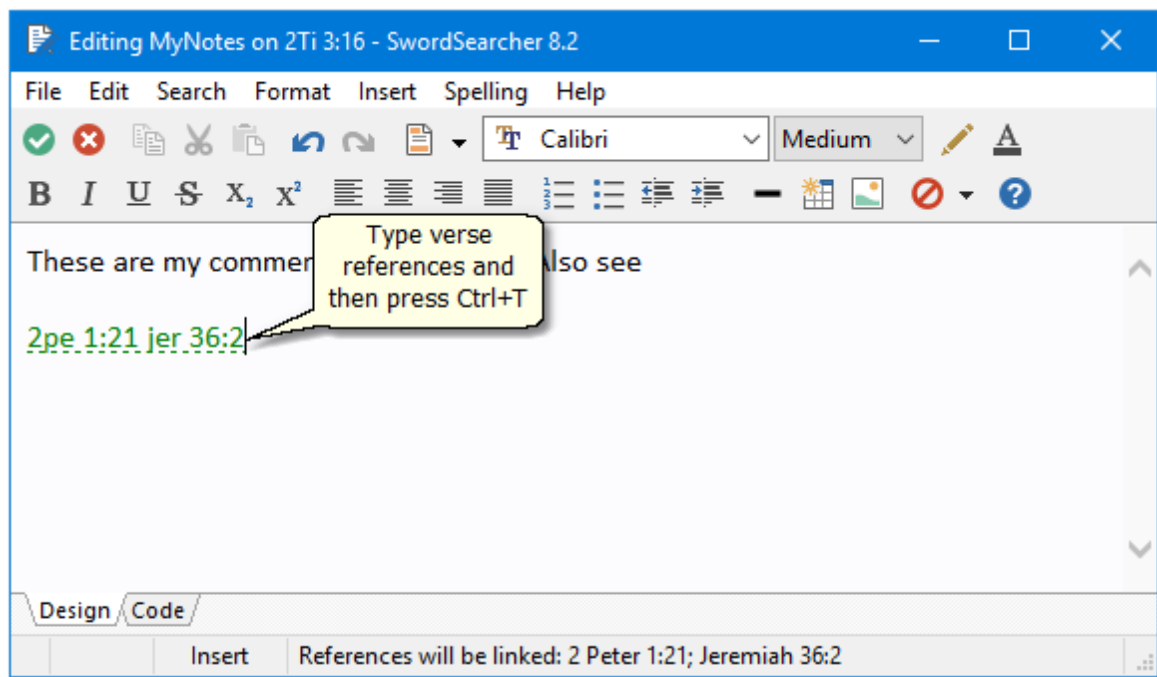 Editing MyNotes on 2Ti 3:16 - SwordSearcher 8.2
File Edit Search Format Insert Spelling Help
Calibri Medium A
B I U S X₂ X²
Type verse
references and
then press Ctrl+T
These are my Also see
2pe 1:21 jer 36:2
Design Code
Insert References will be linked: 2 Peter 1:21; Jeremiah 36:2